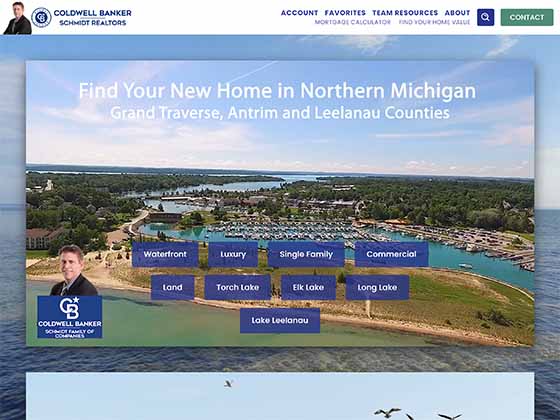 COLDWELL BANKER
SCHMIDT REALTORS
ACCOUNT FAVORITES TEAM RESOURCES ABOUT
MORTGAGE CALCULATOR FIND YOUR HOME VALUE
CONTACT
Find Your New Home in Northern Michigan
Grand Traverse, Antrim and Leelanau Counties
Waterfront Luxury Single Family Commercial
Land Torch Lake Elk Lake Long Lake
Lake Leelanau
CB
COLDWELL BANKER
SCHMIDT FAMILY OF
COMPANIES